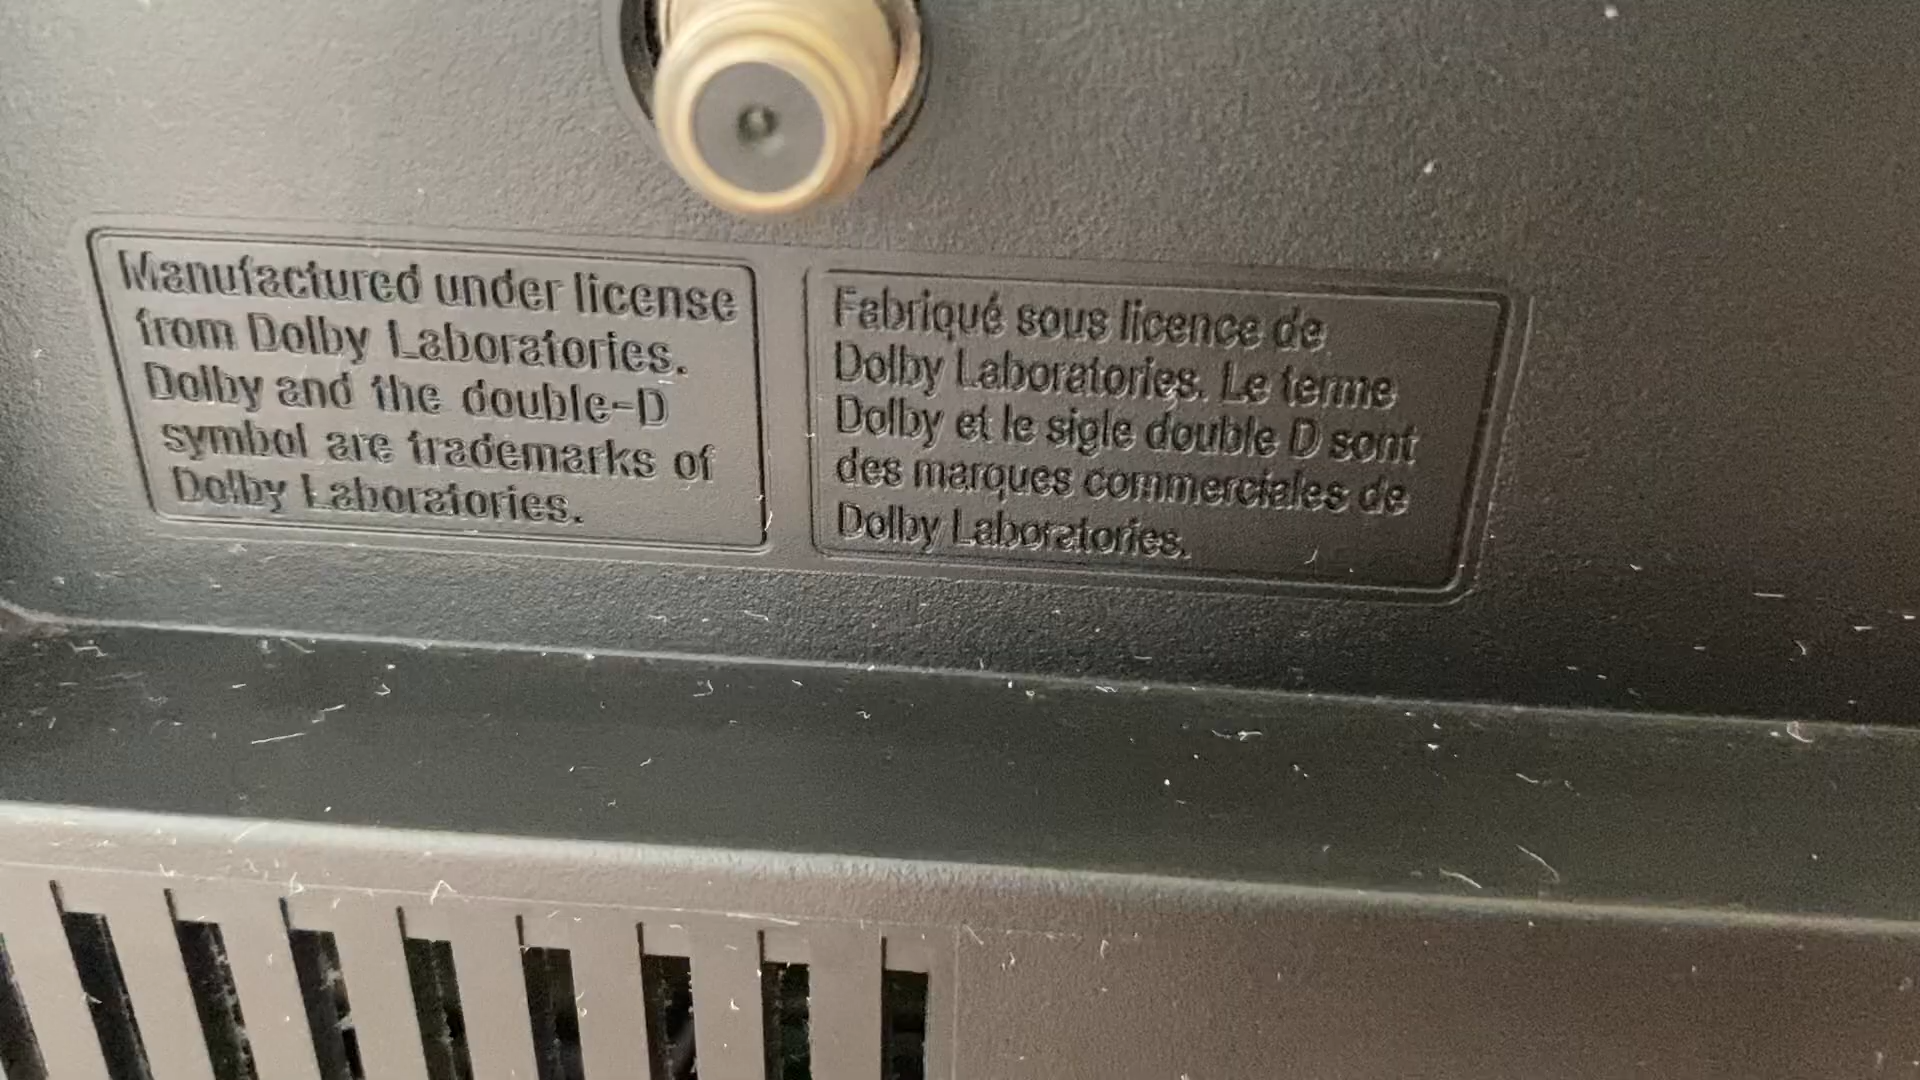 Manufactured under license
from Dolby Laboratories.
Dolby and the double-D
symbol are trademarks of
Dolby Laboratories.
Fabriqué sous licence de
Dolby Laboratories. Le terme
Dolby et le sigle double D sont
des marques commerciales de
Dolby Laboratories.